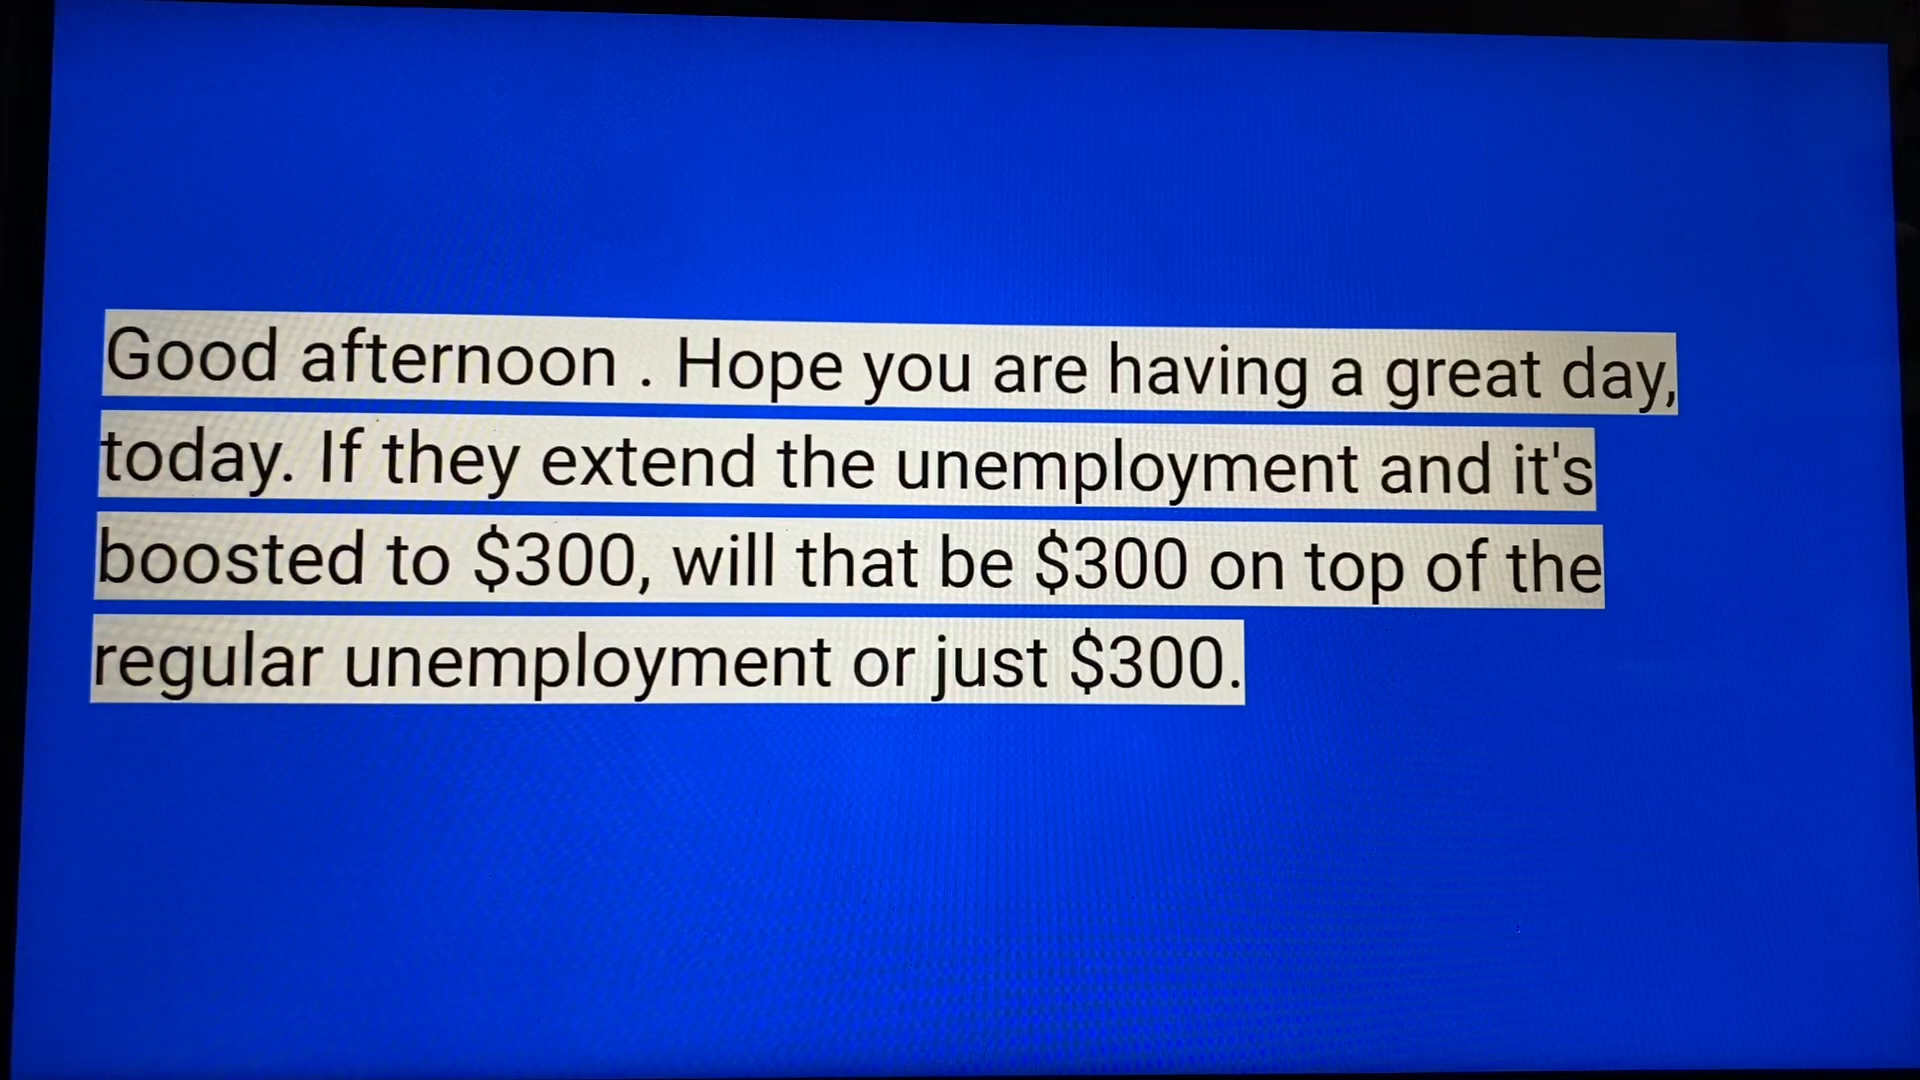 Good afternoon . Hope you are having a great day,
today. If they extend the unemployment and it's
boosted to $300, will that be $300 on top of the
regular unemployment or just $300.